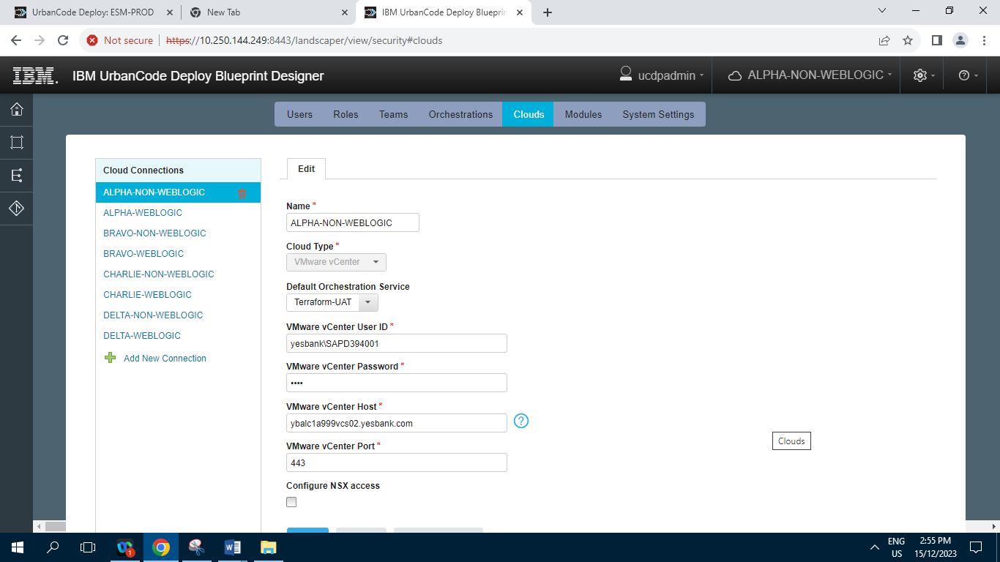 UrbanCode Deploy: ESM-PROD
New Tab
IBM UrbanCode Deploy Blueprin
Not secure
https://10.250.144.249:8443/landscaper/view/security#clouds
IBM. IBM UrbanCode Deploy Blueprint Designer
ucdpadmin
ALPHA-NON-WEBLOGIC
Users Roles Teams Orchestrations Clouds Modules System Settings
Cloud Connections
ALPHA-NON-WEBLOGIC
ALPHA-WEBLOGIC
BRAVO-NON-WEBLOGIC
BRAVO-WEBLOGIC
CHARLIE-NON-WEBLOGIC
CHARLIE-WEBLOGIC
DELTA-NON-WEBLOGIC
DELTA-WEBLOGIC
Add New Connection
Edit
Name *
ALPHA-NON-WEBLOGIC
Cloud Type *
VMware vCenter
Default Orchestration Service
Terraform-UAT
VMware vCenter User ID *
yesbank\SAPD394001
VMware vCenter Password *
••••
VMware vCenter Host *
ybalc1a999vcs02.yesbank.com
?
VMware vCenter Port *
443
Configure NSX access
Clouds
1
ENG
US
2:55 PM
15/12/2023